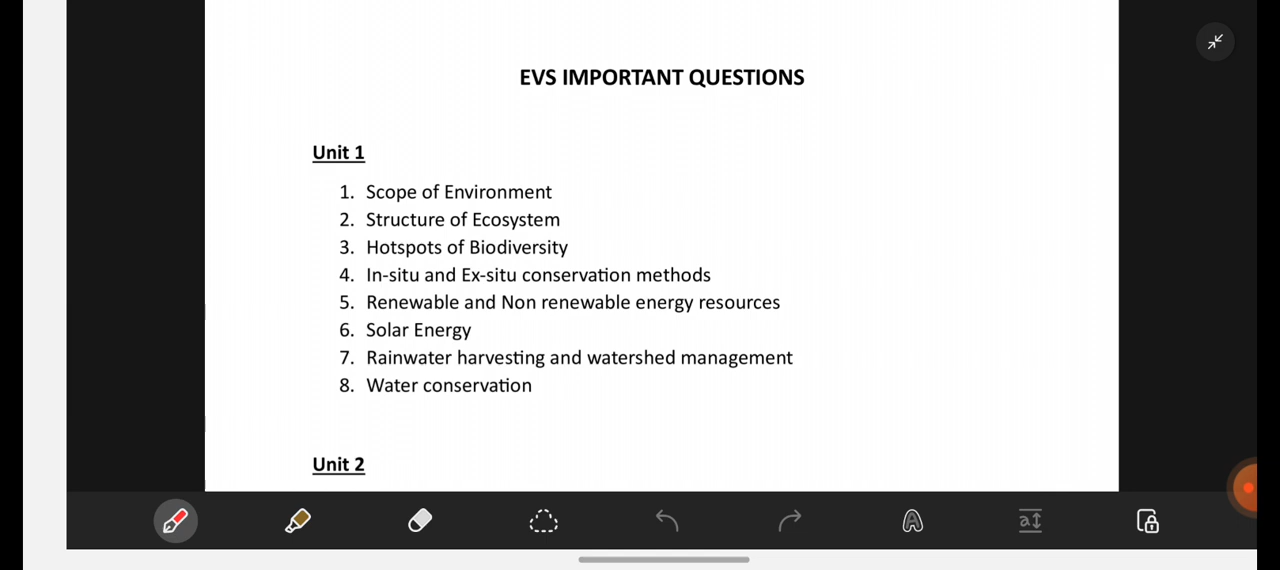 EVS IMPORTANT QUESTIONS
Unit 1
1. Scope of Environment
2. Structure of Ecosystem
3. Hotspots of Biodiversity
4. In-situ and Ex-situ conservation methods
5. Renewable and Non renewable energy resources
6. Solar Energy
7. Rainwater harvesting and watershed management
8. Water conservation
Unit 2